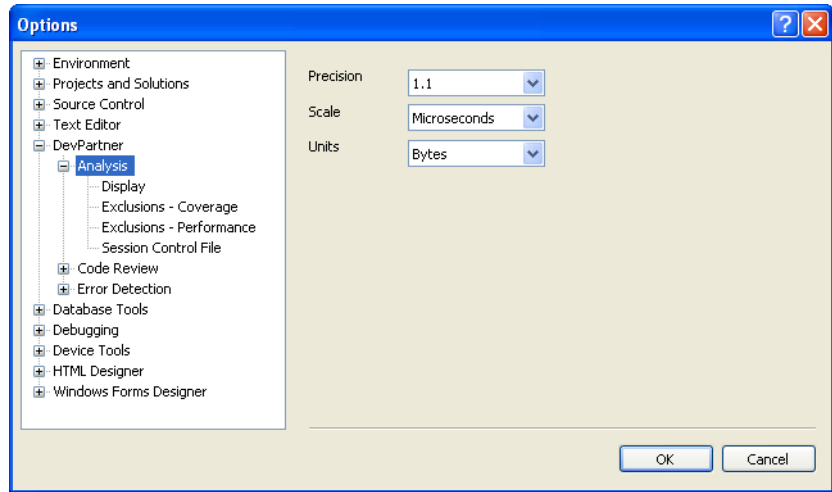 Options
Environment
Projects and Solutions
Source Control
Text Editor
DevPartner
Analysis
Display
Exclusions - Coverage
Exclusions - Performance
Session Control File
Code Review
Error Detection
Database Tools
Debugging
Device Tools
HTML Designer
Windows Forms Designer
Precision 1.1
Scale Microseconds
Units Bytes
OK Cancel